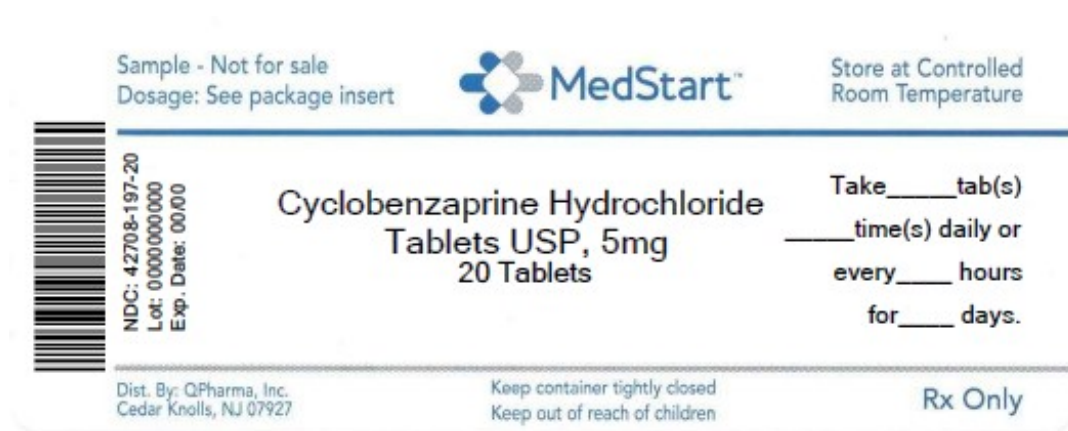 Sample - Not for sale
Dosage: See package insert
MedStart™
Store at Controlled
Room Temperature
NDC: 42708-197-20
Lot: 0000000000
Exp. Date: 00/00
Cyclobenzaprine Hydrochloride
Tablets USP, 5mg
20 Tablets
Take_____tab(s)
_____time(s) daily or
every____ hours
for____ days.
Dist. By: QPharma, Inc.
Cedar Knolls, NJ 07927
Keep container tightly closed
Keep out of reach of children
Rx Only